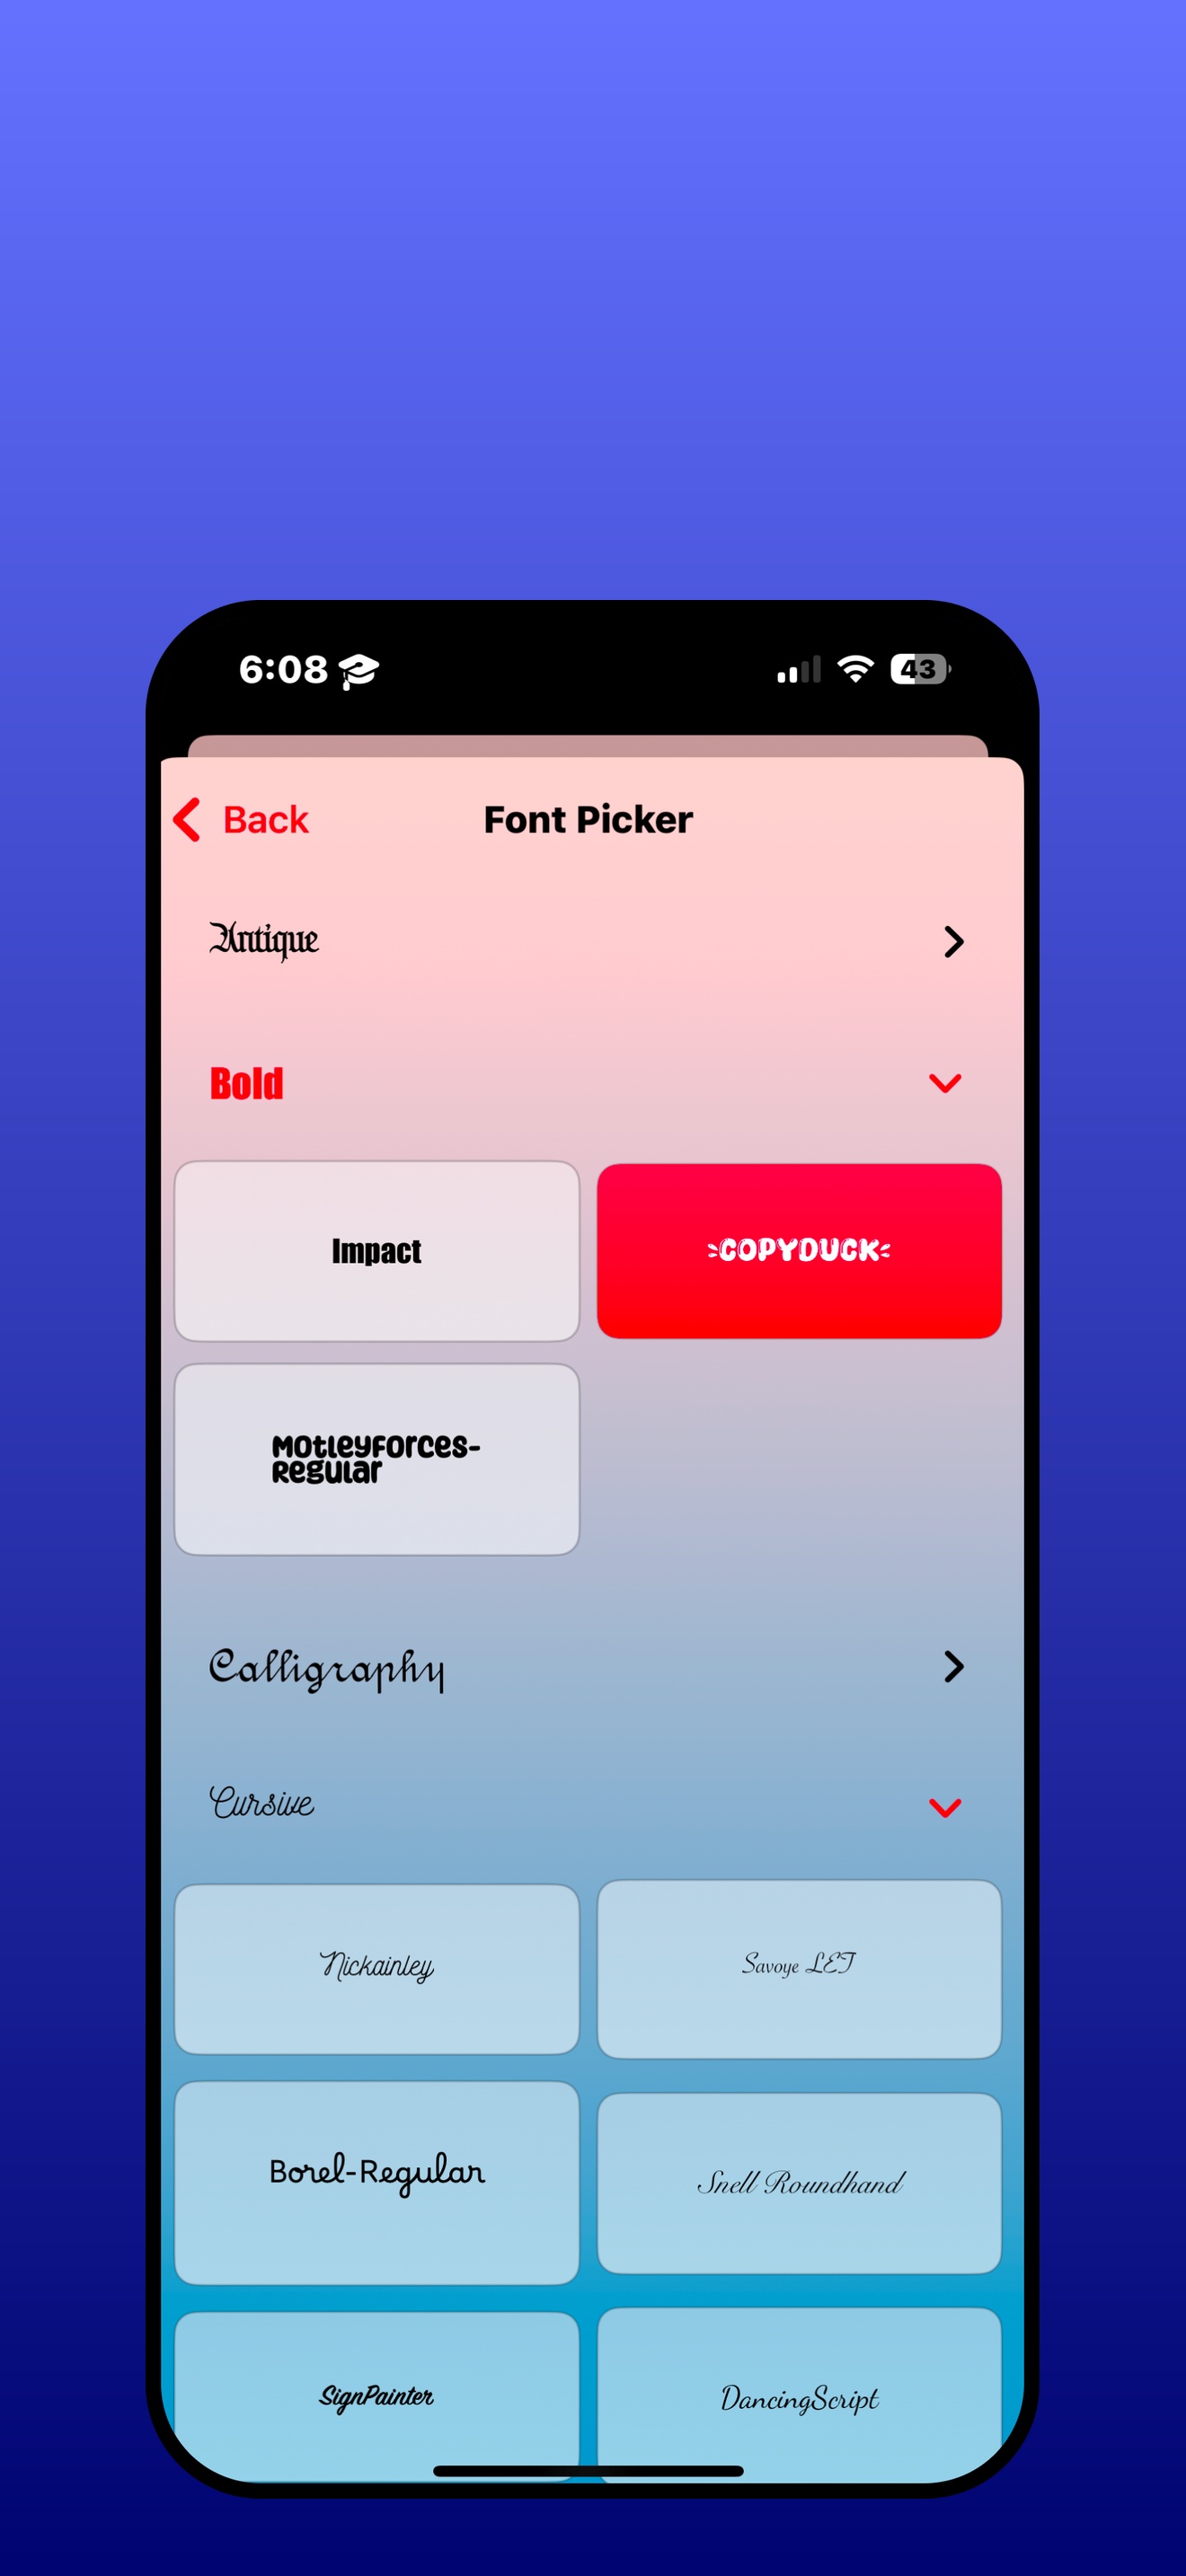 6:08
43
Back
Font Picker
Antique
Bold
Impact
COPYDUCK
Motleyforces-
Regular
Calligraphy
Cursive
Nickainley
Savoye LET
Borel-Regular
Snell Roundhand
SignPainter
DancingScript